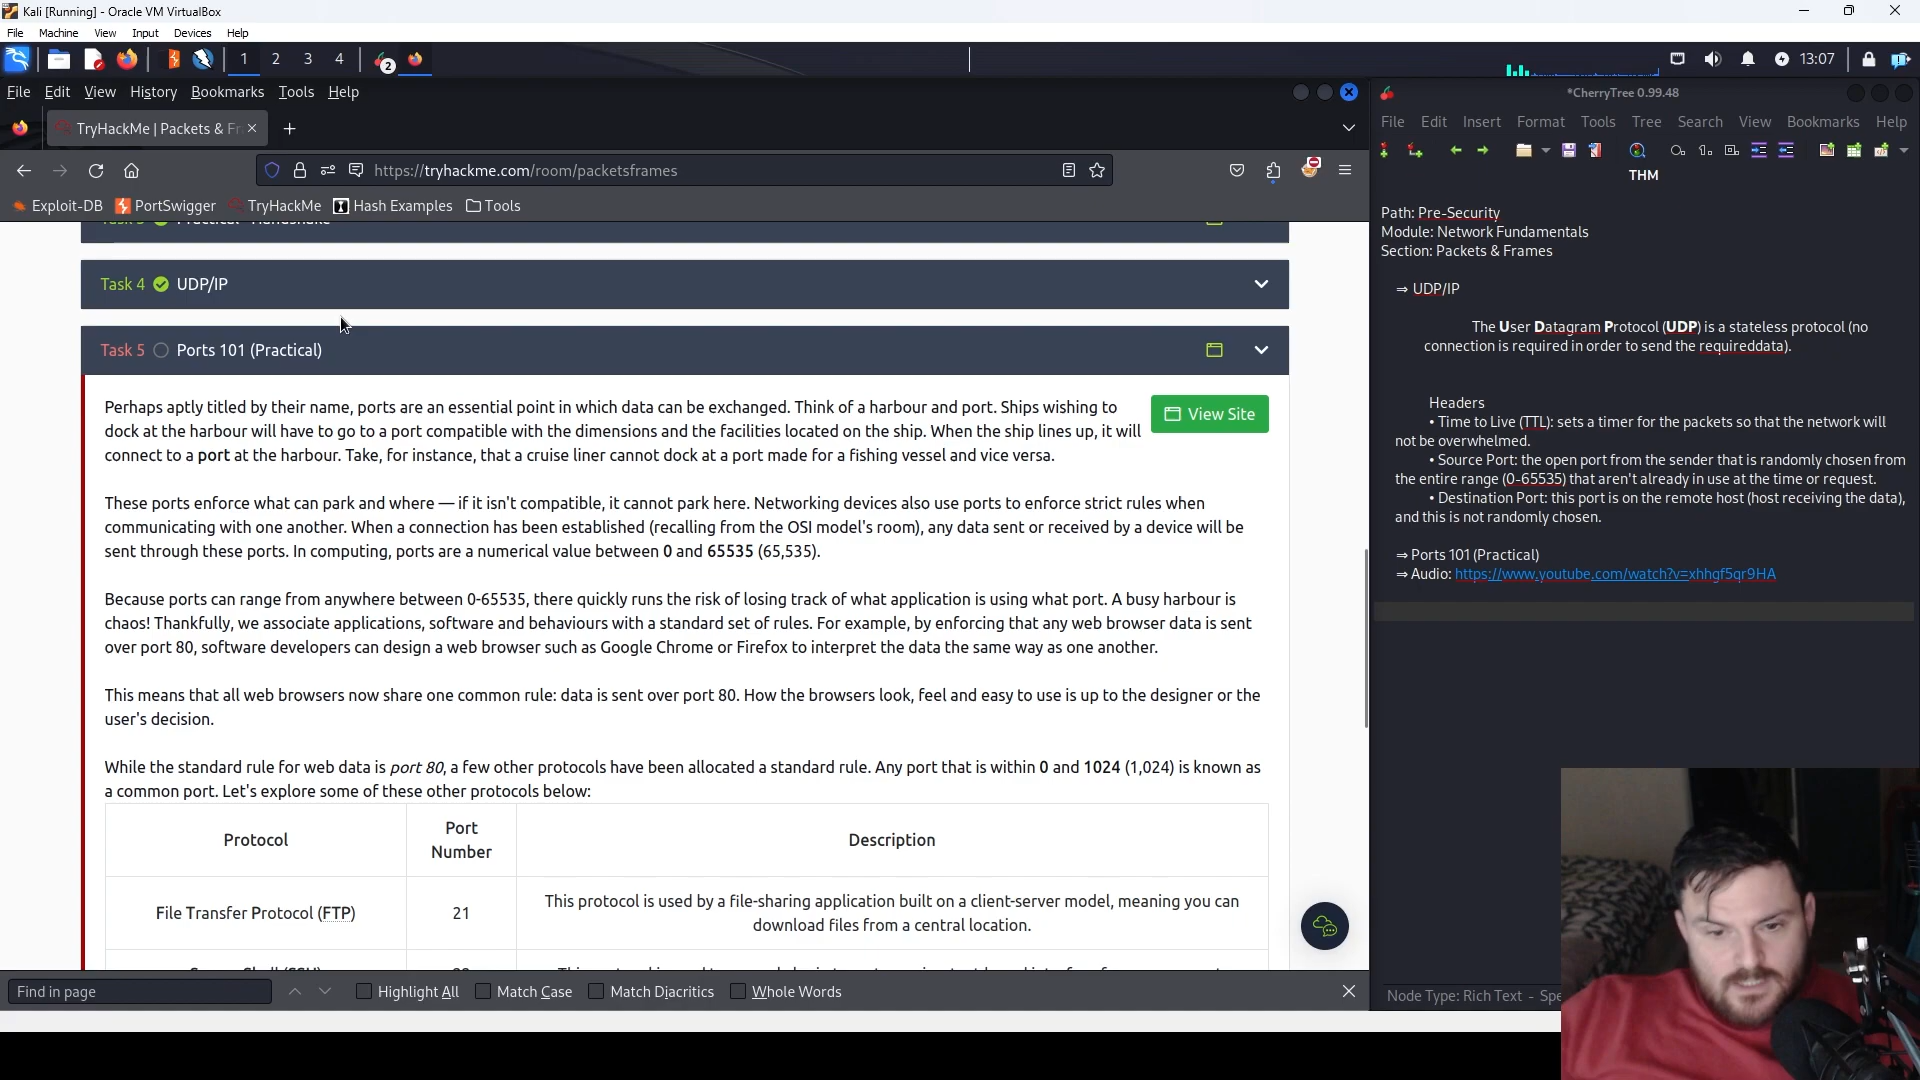 Kali [Running] - Oracle VM VirtualBox
File Machine View Input Devices Help
1 2 3 4 2 13:07
File Edit View History Bookmarks Tools Help
TryHackMe | Packets & Fr
https://tryhackme.com/room/packetsframes
Exploit-DB PortSwigger TryHackMe Hash Examples Tools
Task 4 UDP/IP
Task 5 Ports 101 (Practical)
View Site
Perhaps aptly titled by their name, ports are an essential point in which data can be exchanged. Think of a harbour and port. Ships wishing to
dock at the harbour will have to go to a port compatible with the dimensions and the facilities located on the ship. When the ship lines up, it will
connect to a port at the harbour. Take, for instance, that a cruise liner cannot dock at a port made for a fishing vessel and vice versa.
These ports enforce what can park and where — if it isn't compatible, it cannot park here. Networking devices also use ports to enforce strict rules when
communicating with one another. When a connection has been established (recalling from the OSI model's room), any data sent or received by a device will be
sent through these ports. In computing, ports are a numerical value between 0 and 65535 (65,535).
Because ports can range from anywhere between 0-65535, there quickly runs the risk of losing track of what application is using what port. A busy harbour is
chaos! Thankfully, we associate applications, software and behaviours with a standard set of rules. For example, by enforcing that any web browser data is sent
over port 80, software developers can design a web browser such as Google Chrome or Firefox to interpret the data the same way as one another.
This means that all web browsers now share one common rule: data is sent over port 80. How the browsers look, feel and easy to use is up to the designer or the
user's decision.
While the standard rule for web data is port 80, a few other protocols have been allocated a standard rule. Any port that is within 0 and 1024 (1,024) is known as
a common port. Let's explore some of these other protocols below:
Protocol
Port
Number
Description
File Transfer Protocol (FTP)
21
This protocol is used by a file-sharing application built on a client-server model, meaning you can
download files from a central location.
Find in page Highlight All Match Case Match Diacritics Whole Words
*CherryTree 0.99.48
File Edit Insert Format Tools Tree Search View Bookmarks Help
THM
Path: Pre-Security
Module: Network Fundamentals
Section: Packets & Frames
⇒ UDP/IP
The User Datagram Protocol (UDP) is a stateless protocol (no
connection is required in order to send the requireddata).
Headers
• Time to Live (TTL): sets a timer for the packets so that the network will
not be overwhelmed.
• Source Port: the open port from the sender that is randomly chosen from
the entire range (0-65535) that aren't already in use at the time or request.
• Destination Port: this port is on the remote host (host receiving the data),
and this is not randomly chosen.
⇒ Ports 101 (Practical)
⇒ Audio: https://www.youtube.com/watch?v=xhhgf5qr9HA
Node Type: Rich Text - Spe